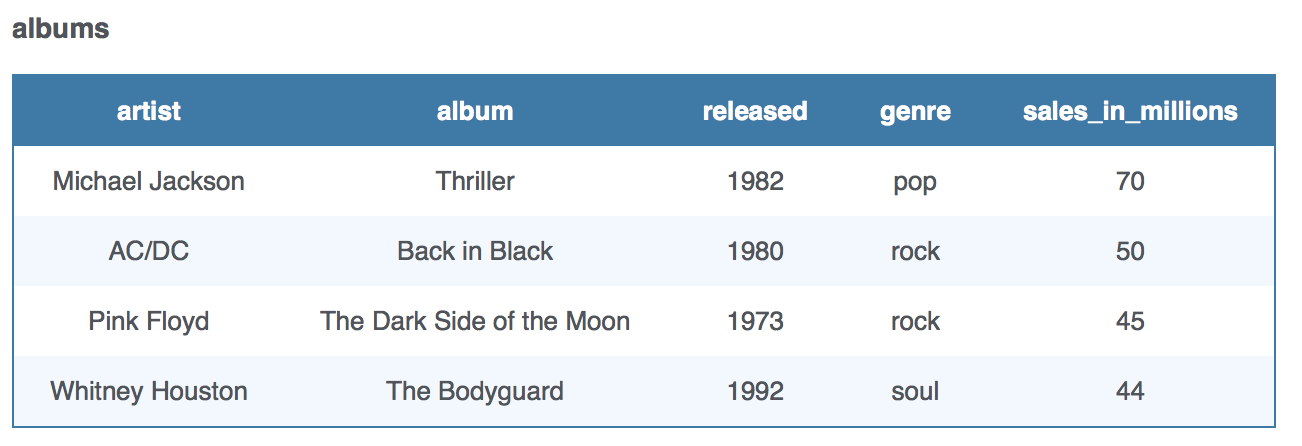 albums
artist album released genre sales_in_millions
Michael Jackson Thriller 1982 pop 70
AC/DC Back in Black 1980 rock 50
Pink Floyd The Dark Side of the Moon 1973 rock 45
Whitney Houston The Bodyguard 1992 soul 44